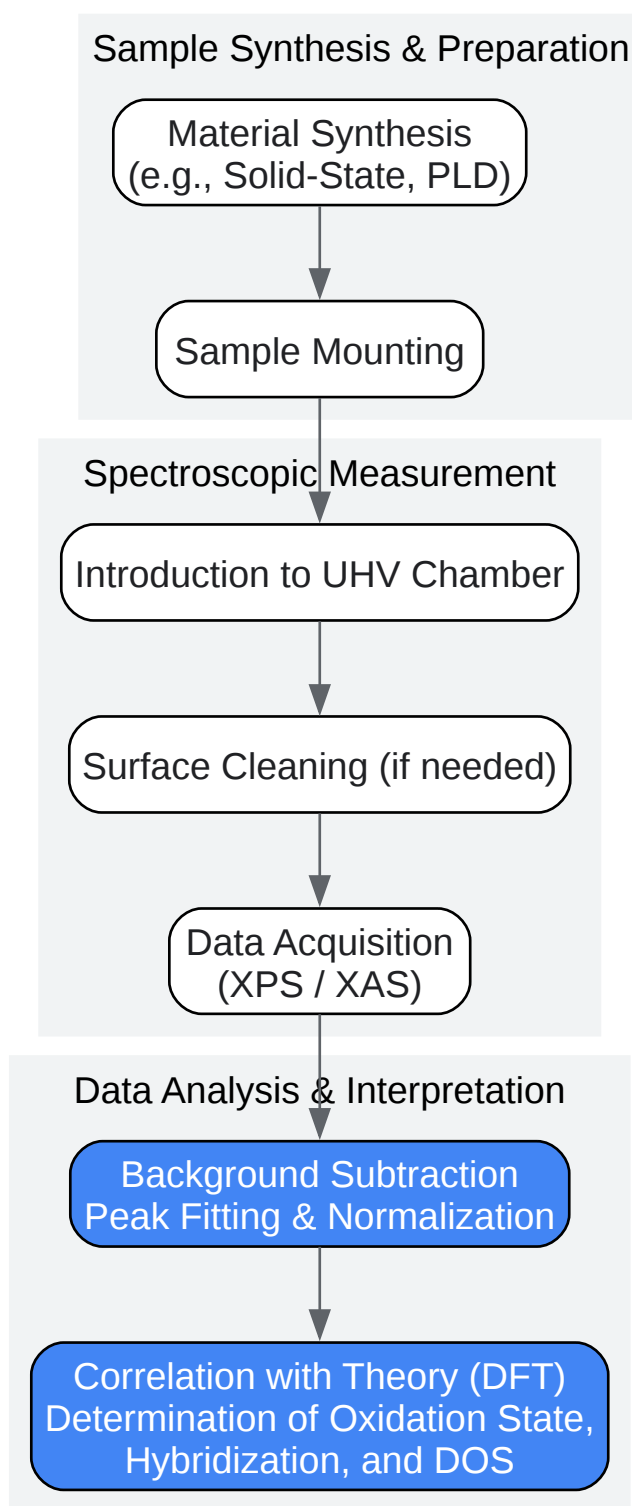 Sample Synthesis & Preparation
Material Synthesis
(e.g., Solid-State, PLD)
Sample Mounting
Spectroscopic Measurement
Introduction to UHV Chamber
Surface Cleaning (if needed)
Data Acquisition
(XPS / XAS)
Data Analysis & Interpretation
Background Subtraction
Peak Fitting & Normalization
Correlation with Theory (DFT)
Determination of Oxidation State,
Hybridization, and DOS